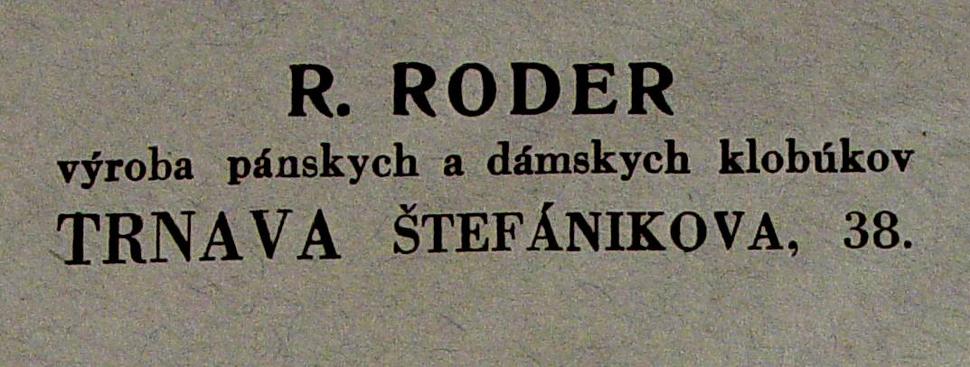 R. RODER
výroba pánskych a dámskych klobúkov
TRNAVA ŠTEFÁNIKOVA, 38.